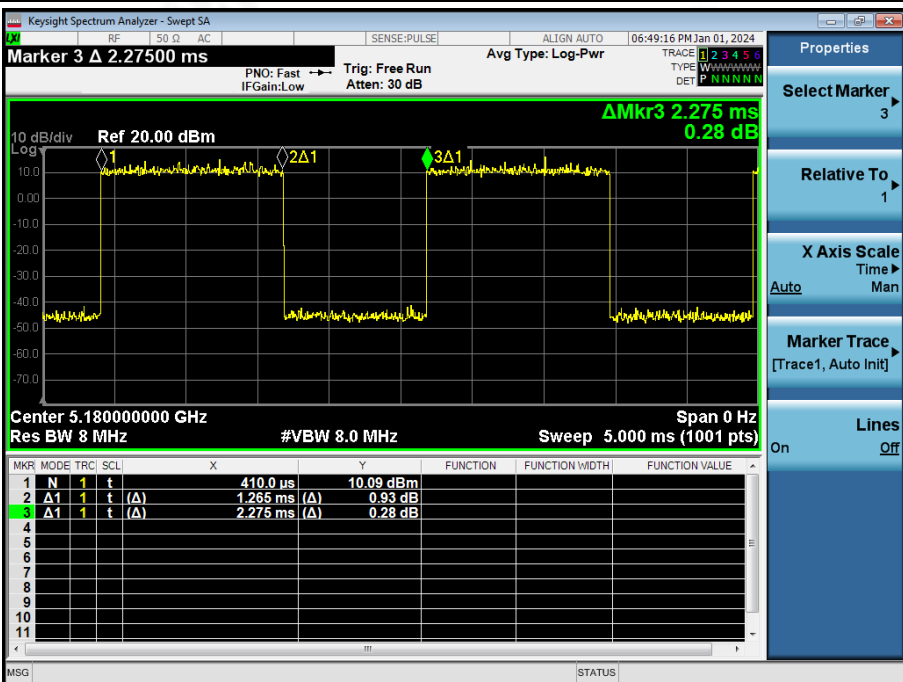 Keysight Spectrum Analyzer - Swept SA
LXI RF 50 Ω AC SENSE:PULSE ALIGN AUTO 06:49:16 PM Jan 01, 2024
Marker 3 Δ 2.27500 ms
PNO: Fast
IFGain:Low
Trig: Free Run
Atten: 30 dB
Avg Type: Log-Pwr
TRACE 1 2 3 4 5 6
TYPE WWWWWW
DET P N N N N N
ΔMkr3 2.275 ms
0.28 dB
10 dB/div Ref 20.00 dBm
Log
1 2Δ1 3Δ1
10.0
0.00
-10.0
-20.0
-30.0
-40.0
-50.0
-60.0
-70.0
Center 5.180000000 GHz Span 0 Hz
Res BW 8 MHz #VBW 8.0 MHz Sweep 5.000 ms (1001 pts)
MKR MODE TRC SCL X Y FUNCTION FUNCTION WIDTH FUNCTION VALUE
1 N 1 t 410.0 µs 10.09 dBm
2 Δ1 1 t (Δ) 1.265 ms (Δ) 0.93 dB
3 Δ1 1 t (Δ) 2.275 ms (Δ) 0.28 dB
4
5
6
7
8
9
10
11
MSG STATUS
Properties
Select Marker
3
Relative To
1
X Axis Scale
Time
Auto Man
Marker Trace
[Trace1, Auto Init]
Lines
On Off